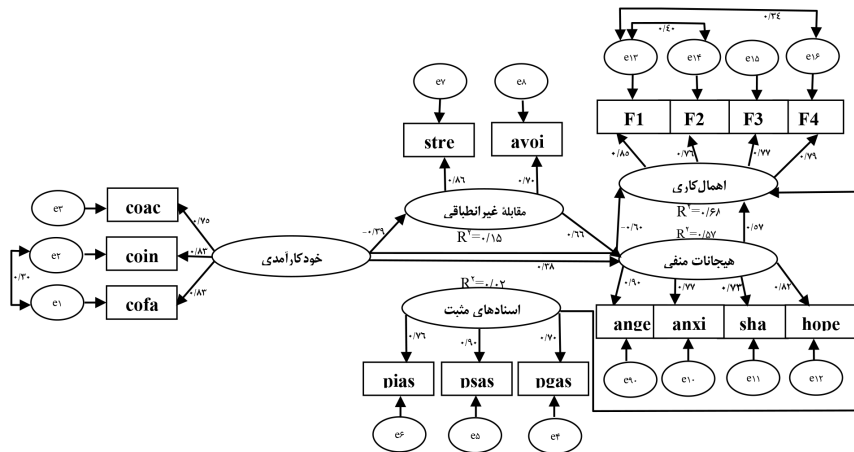 ۰/۳۴
۰/۴۰
e۱۳
e۱۴
e۱۵
e۱۶
e۷
e۸
F1
F2
F3
F4
stre
avoi
۰/۸۵
۰/۷۶
۰/۷۷
۰/۷۹
۰/۸۶
۰/۷۰
اهمال‌کاری
R۲=۰/۶۸
e۳
coac
۰/۷۵
مقابلهٔ غیرانطباقی
R۲=۰/۱۵
-۰/۳۹
۰/۶۶
-۰/۶۰
۰/۵۷
R۲=۰/۵۷
e۲
coin
۰/۸۳
خودکارآمدی
هیجانات منفی
۰/۳۰
۰/۳۸
e۱
cofa
۰/۸۳
R۲=۰/۰۲
اسنادهای مثبت
۰/۹۰
۰/۷۷
۰/۷۳
۰/۸۲
ange
anxi
sha
hope
۰/۷۶
۰/۹۰
۰/۷۰
pias
psas
pgas
e۹۰
e۱۰
e۱۱
e۱۲
e۶
e۵
e۴